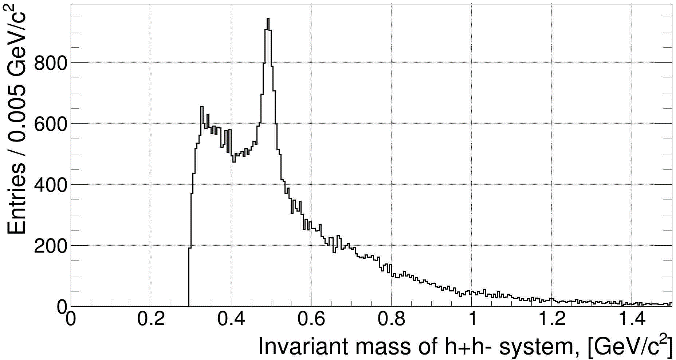 Entries / 0.005 GeV/c²
800
600
400
200
0
0 0.2 0.4 0.6 0.8 1 1.2 1.4
Invariant mass of h+h- system, [GeV/c²]